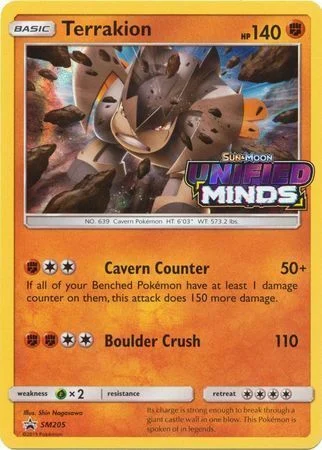 BASIC Terrakion HP 140
SUN & MOON
UNIFIED
MINDS
NO. 639 Cavern Pokémon HT: 6'03" WT: 573.2 lbs.
Cavern Counter 50+
If all of your Benched Pokémon have at least 1 damage
counter on them, this attack does 150 more damage.
Boulder Crush 110
weakness ×2 resistance retreat
Illus. Shin Nagasawa
SM205
©2019 Pokémon
Its charge is strong enough to break through a
giant castle wall in one blow. This Pokémon is
spoken of in legends.